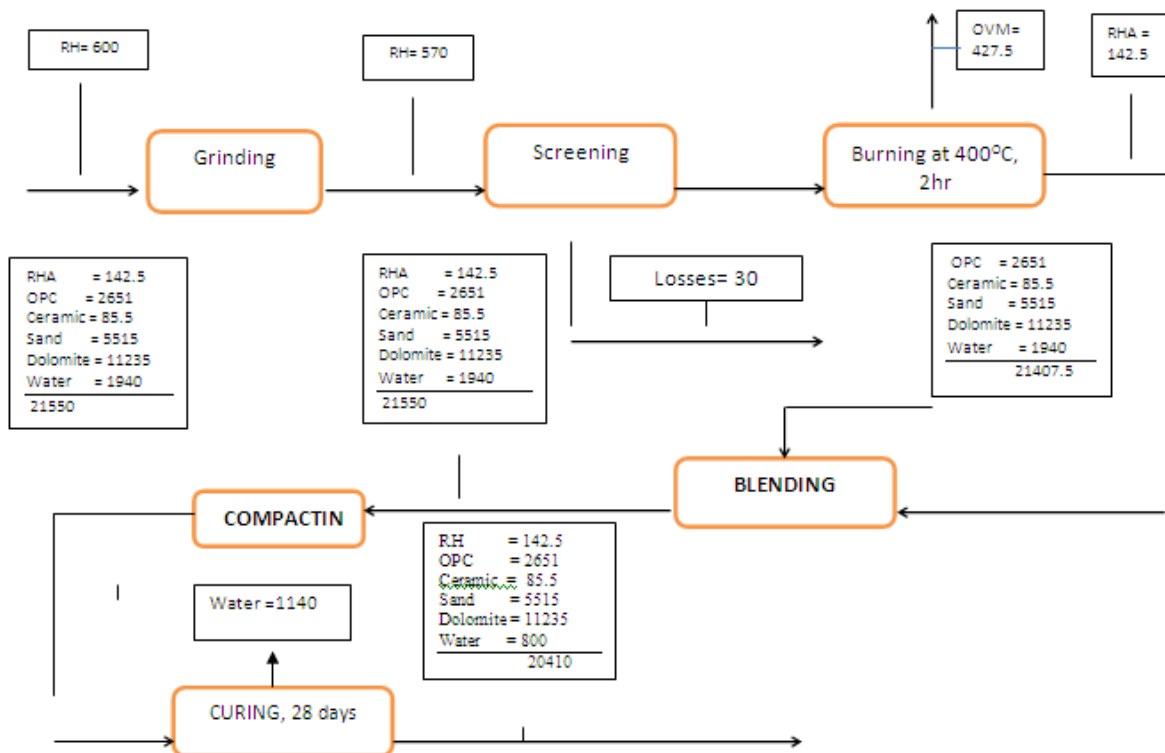 RH= 600
RH= 570
OVM=
427.5
RHA =
142.5
Grinding
Screening
Burning at 400⁰C,
2hr
RHA = 142.5
OPC = 2651
Ceramic = 85.5
Sand = 5515
Dolomite = 11235
Water = 1940
21550
RHA = 142.5
OPC = 2651
Ceramic = 85.5
Sand = 5515
Dolomite = 11235
Water = 1940
21550
Losses= 30
OPC = 2651
Ceramic = 85.5
Sand = 5515
Dolomite = 11235
Water = 1940
21407.5
BLENDING
COMPACTIN
RH = 142.5
OPC = 2651
Ceramic = 85.5
Sand = 5515
Dolomite = 11235
Water = 800
20410
Water =1140
CURING, 28 days